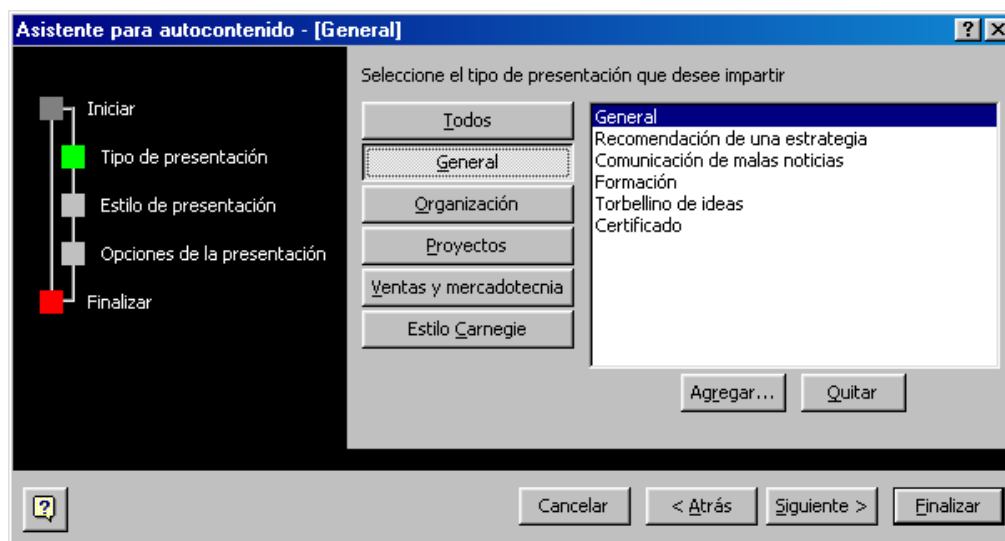 Asistente para autocontenido - [General]
Seleccione el tipo de presentación que desee impartir
Iniciar
Tipo de presentación
Estilo de presentación
Opciones de la presentación
Finalizar
Todos
General
Organización
Proyectos
Ventas y mercadotecnia
Estilo Carnegie
General
Recomendación de una estrategia
Comunicación de malas noticias
Formación
Torbellino de ideas
Certificado
Agregar...
Quitar
Cancelar
< Atrás
Siguiente >
Finalizar